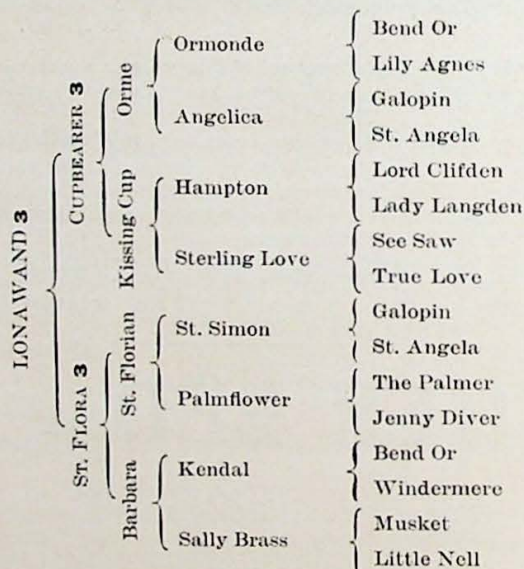 LONAWAND 3
CUPBEARER 3
ST. FLORA 3
Orme
Kissing Cup
St. Florian
Barbara
Ormonde
Angelica
Hampton
Sterling Love
St. Simon
Palmflower
Kendal
Sally Brass
Bend Or
Lily Agnes
Galopin
St. Angela
Lord Clifden
Lady Langden
See Saw
True Love
Galopin
St. Angela
The Palmer
Jenny Diver
Bend Or
Windermere
Musket
Little Nell